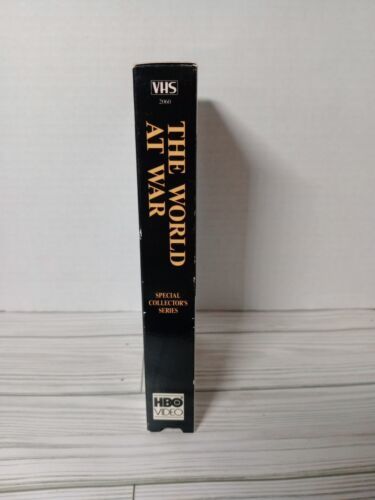 VHS
2060
THE WORLD
AT WAR
SPECIAL
COLLECTOR'S
SERIES
HBO
VIDEO